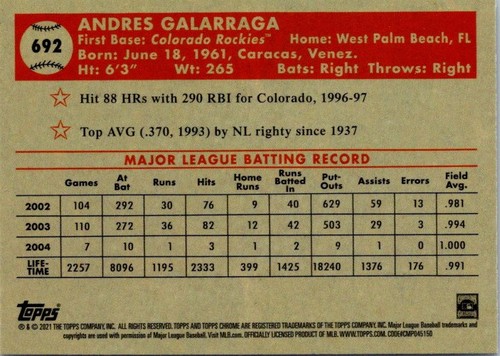 692
ANDRES GALARRAGA
First Base: Colorado Rockies™ Home: West Palm Beach, FL
Born: June 18, 1961, Caracas, Venez.
Ht: 6'3" Wt: 265 Bats: Right Throws: Right
Hit 88 HRs with 290 RBI for Colorado, 1996-97
Top AVG (.370, 1993) by NL righty since 1937
MAJOR LEAGUE BATTING RECORD
Games At Bat Runs Hits Home Runs Runs Batted In Put-Outs Assists Errors Field Avg.
2002 104 292 30 76 9 40 629 59 13 .981
2003 110 272 36 82 12 42 503 29 3 .994
2004 7 10 1 3 1 2 9 1 0 1.000
LIFE-TIME 2257 8096 1195 2333 399 1425 18240 1376 176 .991
Topps
® & © 2021 THE TOPPS COMPANY, INC. ALL RIGHTS RESERVED. TOPPS AND TOPPS CHROME ARE REGISTERED TRADEMARKS OF THE TOPPS COMPANY, INC. Major League Baseball trademarks and
copyrights are used with permission of Major League Baseball. Visit MLB.com. OFFICIALLY LICENSED PRODUCT OF MLB. WWW.TOPPS.COM. CODE#CMP045150